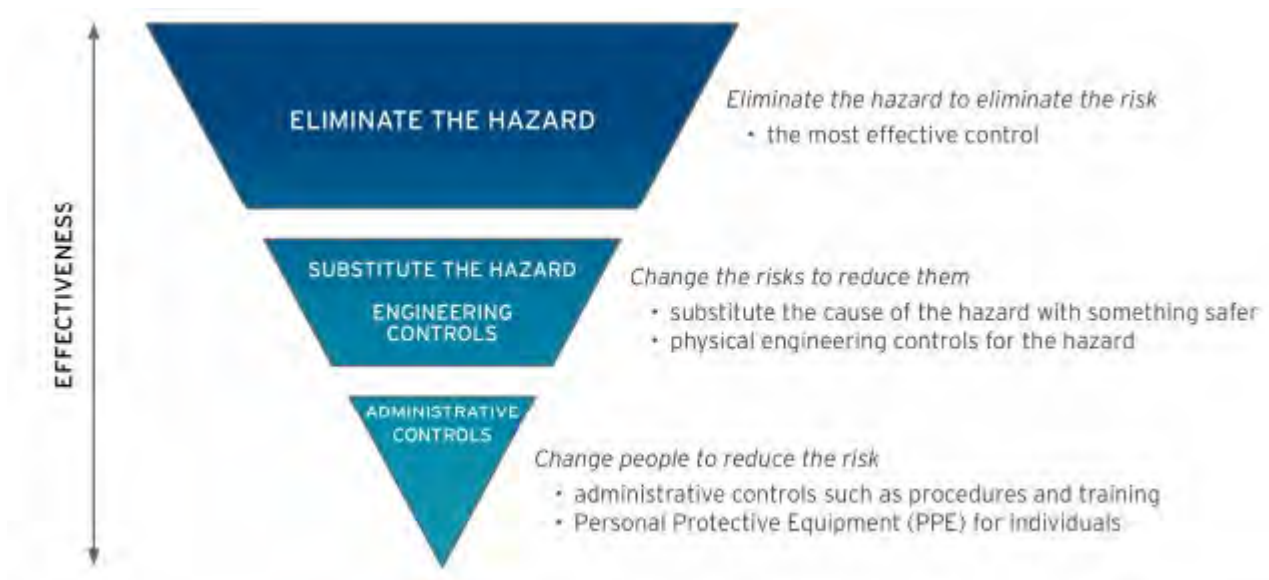 EFFECTIVENESS
ELIMINATE THE HAZARD
Eliminate the hazard to eliminate the risk
• the most effective control
SUBSTITUTE THE HAZARD
ENGINEERING
CONTROLS
Change the risks to reduce them
• substitute the cause of the hazard with something safer
• physical engineering controls for the hazard
ADMINISTRATIVE
CONTROLS
Change people to reduce the risk
• administrative controls such as procedures and training
• Personal Protective Equipment (PPE) for individuals